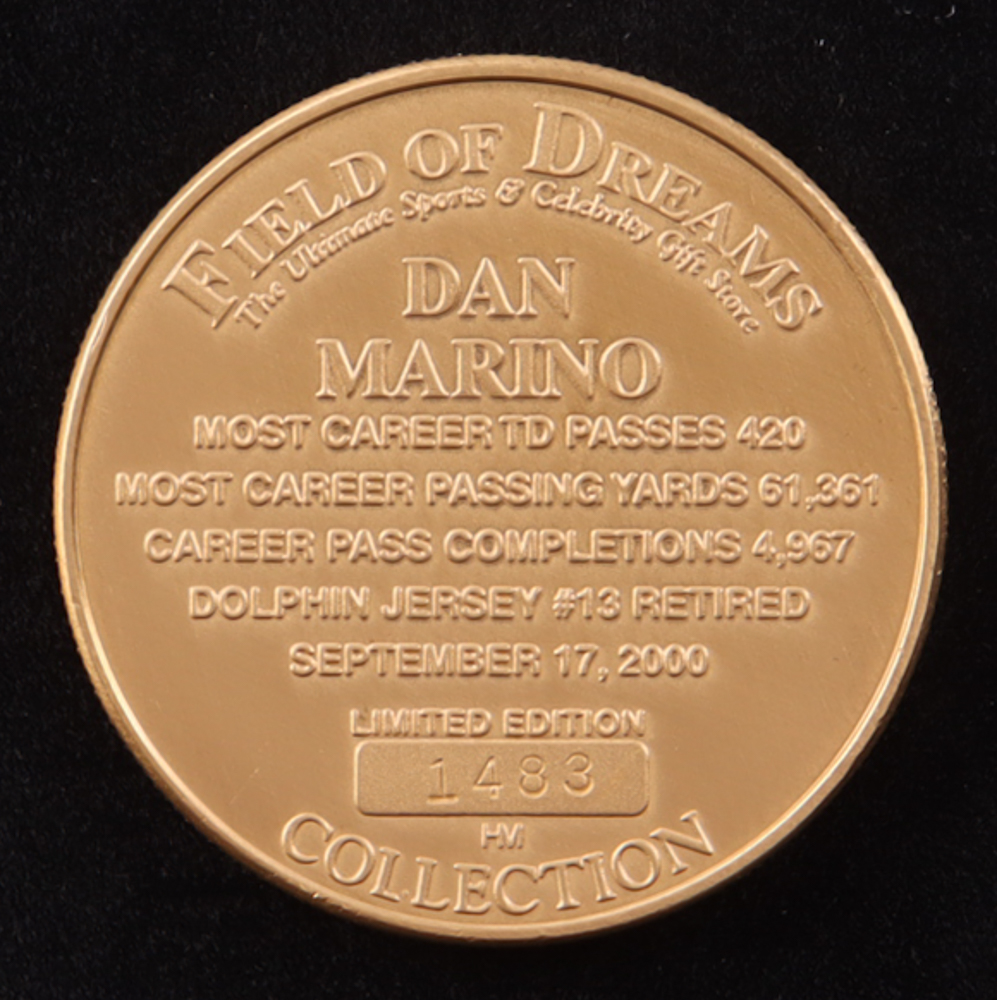 FIELD OF DREAMS
The Ultimate Sports & Celebrity Gift Store
DAN
MARINO
MOST CAREER TD PASSES 420
MOST CAREER PASSING YARDS 61,361
CAREER PASS COMPLETIONS 4,967
DOLPHIN JERSEY #13 RETIRED
SEPTEMBER 17, 2000
LIMITED EDITION
1483
HM
COLLECTION